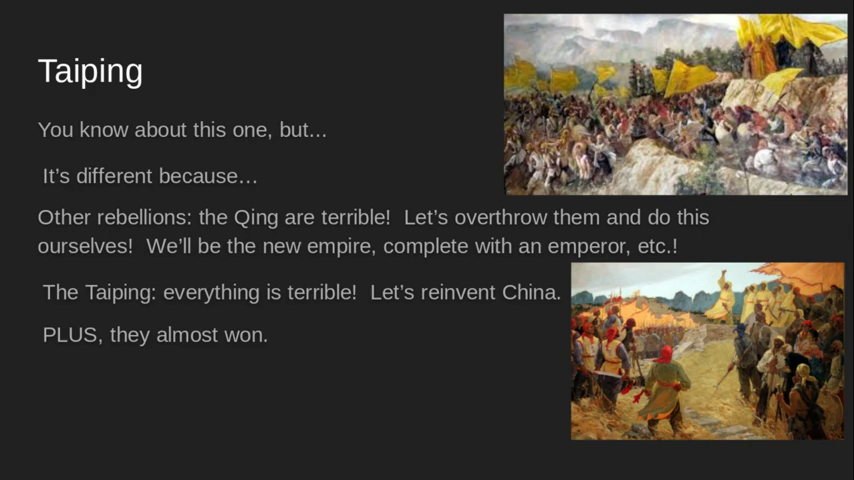 Taiping
You know about this one, but…
It’s different because…
Other rebellions: the Qing are terrible!  Let’s overthrow them and do this
ourselves!  We’ll be the new empire, complete with an emperor, etc.!
The Taiping: everything is terrible!  Let’s reinvent China.
PLUS, they almost won.